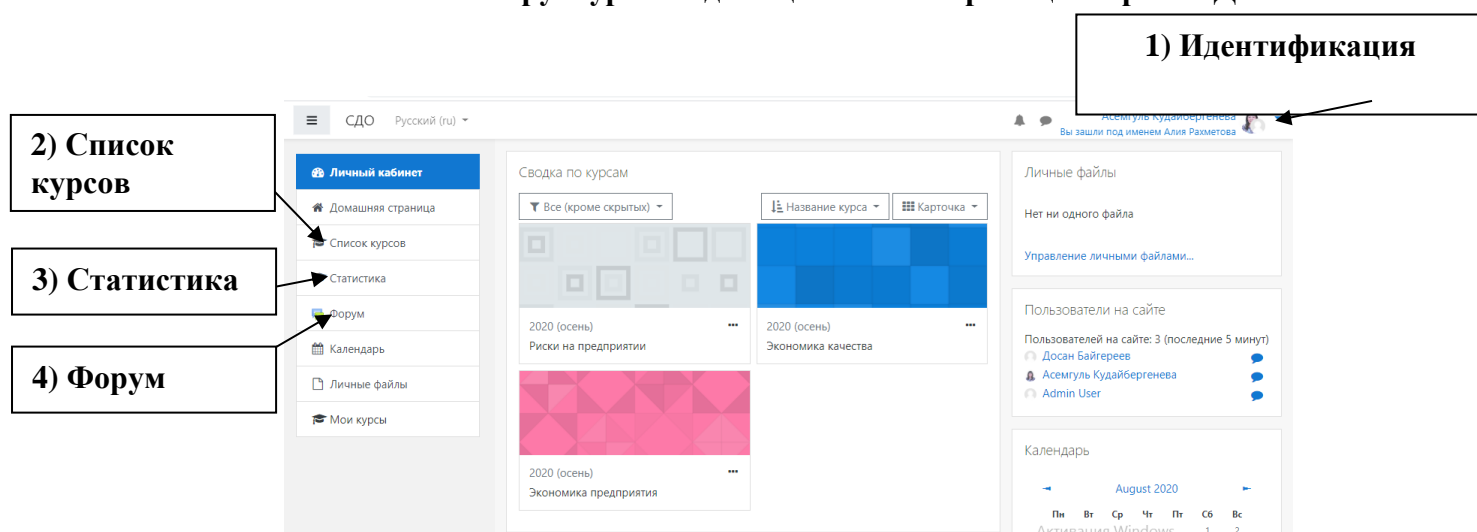 1) Идентификация
2) Список
курсов
3) Статистика
4) Форум
СДО Русский (ru)
Асемгуль Кудайбергенева
Вы зашли под именем Алия Рахметова
Личный кабинет
Домашняя страница
Список курсов
Статистика
Форум
Календарь
Личные файлы
Мои курсы
Сводка по курсам
Все (кроме скрытых)
Название курса
Карточка
2020 (осень)
Риски на предприятии
2020 (осень)
Экономика качества
2020 (осень)
Экономика предприятия
Личные файлы
Нет ни одного файла
Управление личными файлами...
Пользователи на сайте
Пользователей на сайте: 3 (последние 5 минут)
Досан Байгереев
Асемгуль Кудайбергенева
Admin User
Календарь
August 2020
Пн Вт Ср Чт Пт Сб Вс
Активация Windows 1 2